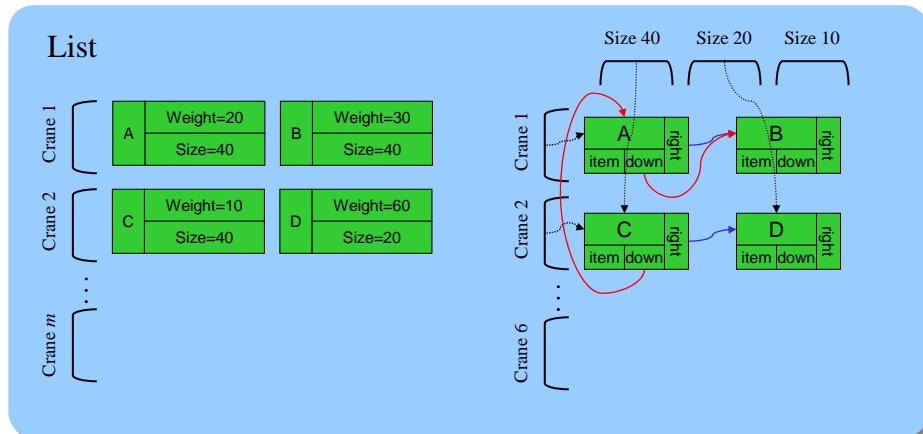 List
Crane 1
A
Weight=20
Size=40
B
Weight=30
Size=40
Crane 2
C
Weight=10
Size=40
D
Weight=60
Size=20
. . . .
Crane m
Size 40
Size 20
Size 10
Crane 1
A
item
down
right
B
item
down
right
Crane 2
C
item
down
right
D
item
down
right
. . . .
Crane 6